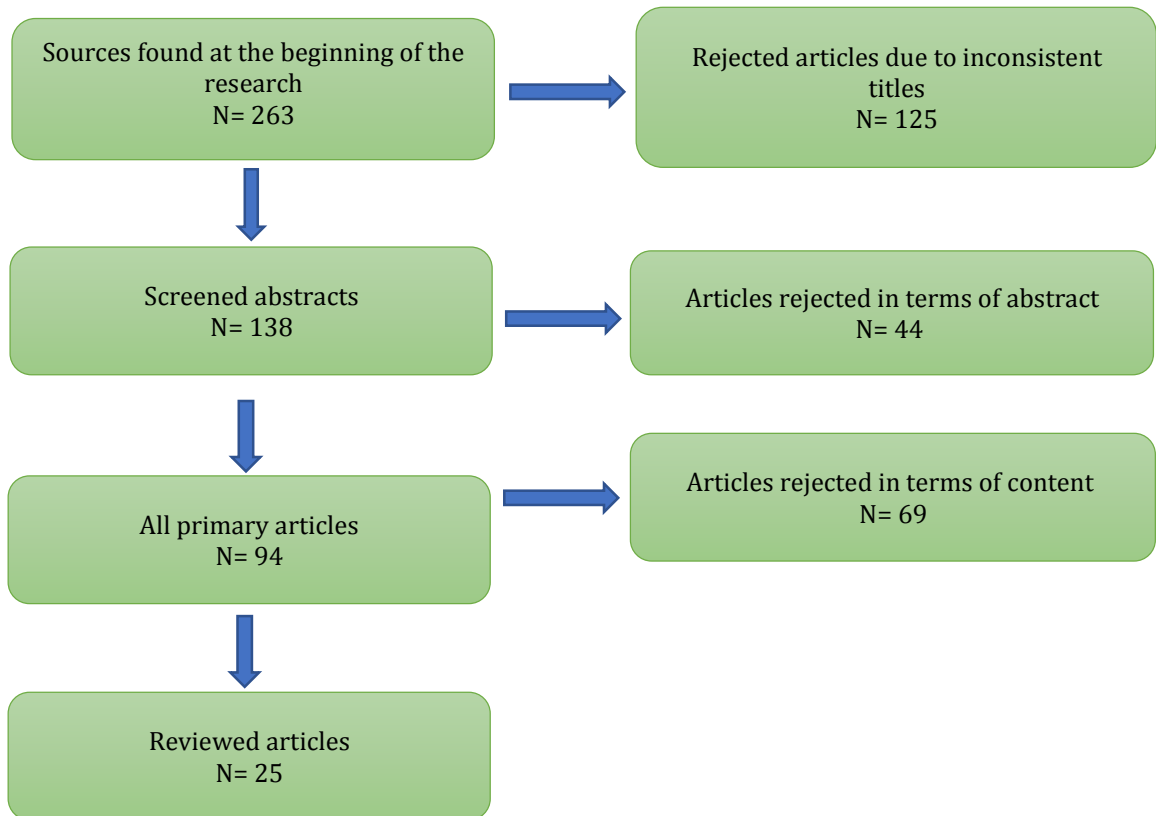 Sources found at the beginning of the
research
N= 263
Rejected articles due to inconsistent
titles
N= 125
Screened abstracts
N= 138
Articles rejected in terms of abstract
N= 44
All primary articles
N= 94
Articles rejected in terms of content
N= 69
Reviewed articles
N= 25